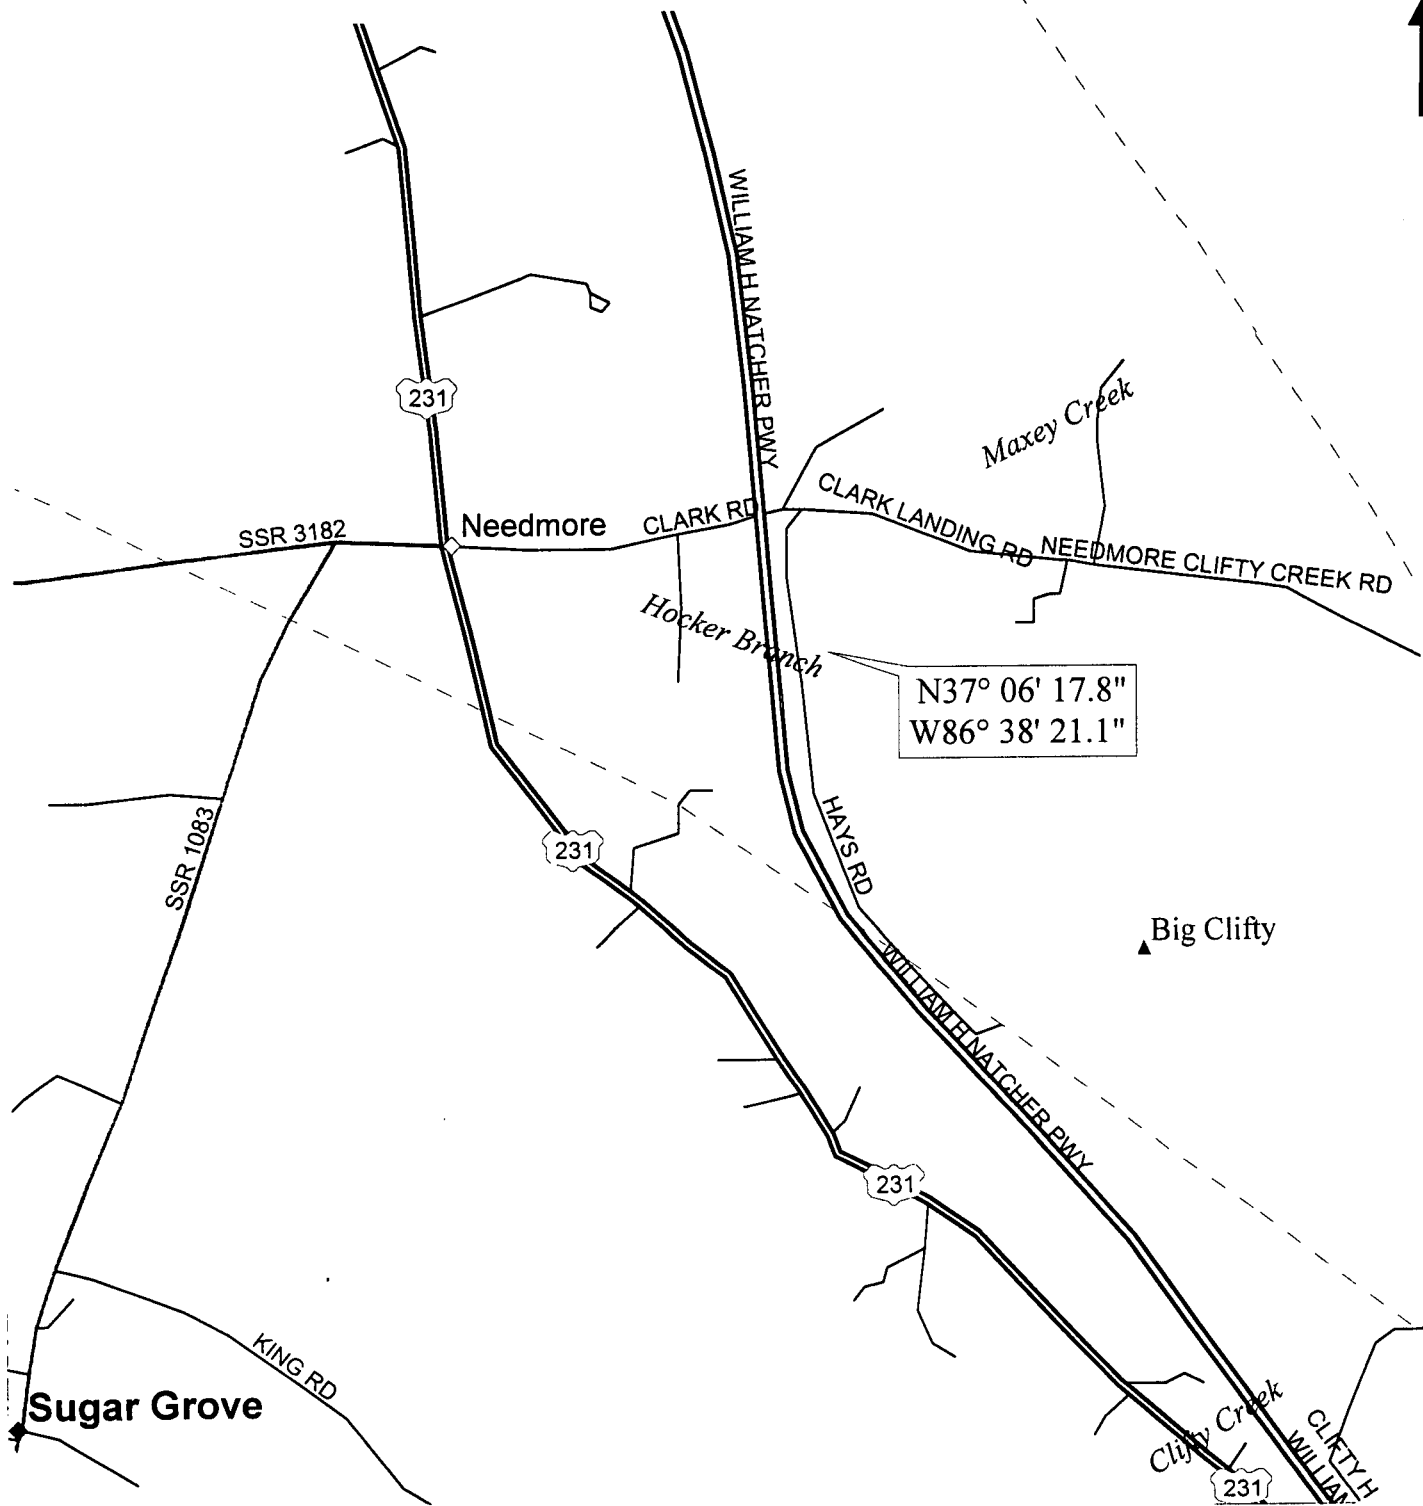 WILLIAM H NATCHER PWY
231
Maxey Creek
CLARK LANDING RD
CLARK RD
Needmore
SSR 3182
NEEDMORE CLIFTY CREEK RD
Hocker Branch
N37° 06' 17.8"
W86° 38' 21.1"
HAYS RD
231
SSR 1083
Big Clifty
WILLIAM H NATCHER PWY
231
KING RD
Sugar Grove
Clifty Creek
CLIFTY H
WILLIAM
231